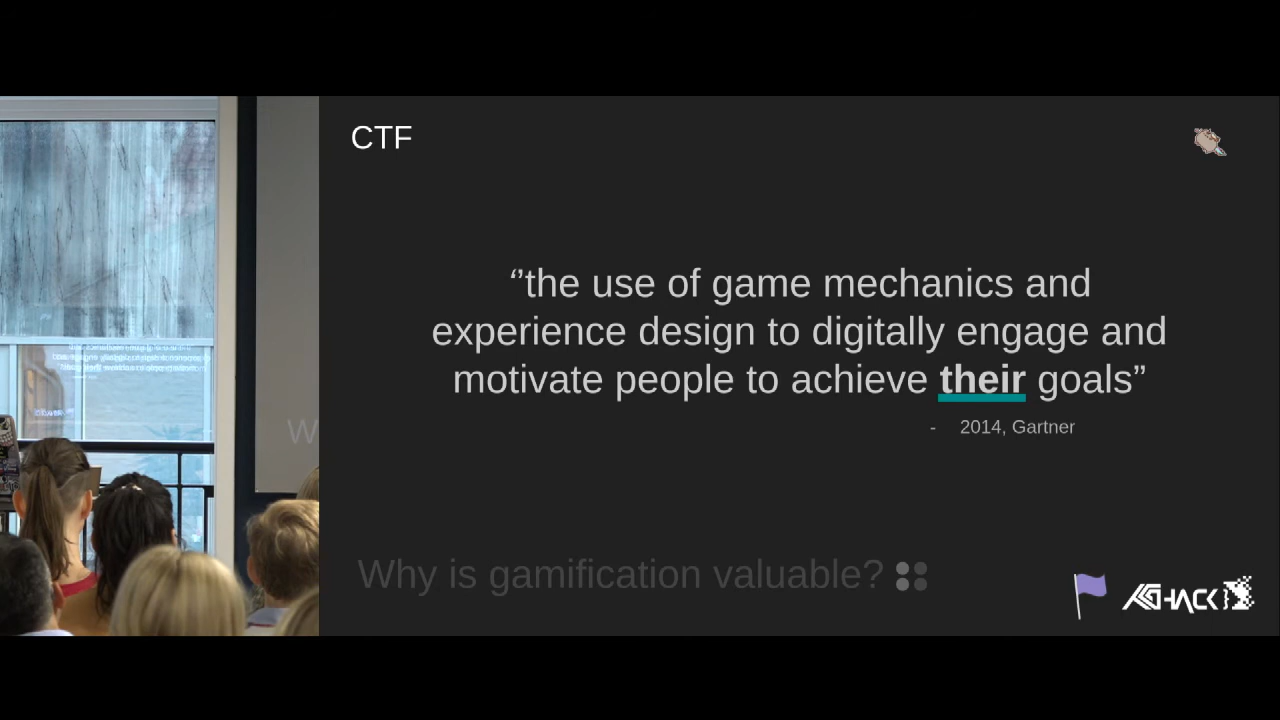 CTF
“the use of game mechanics and
experience design to digitally engage and
motivate people to achieve their goals”
- 2014, Gartner
Why is gamification valuable?
W